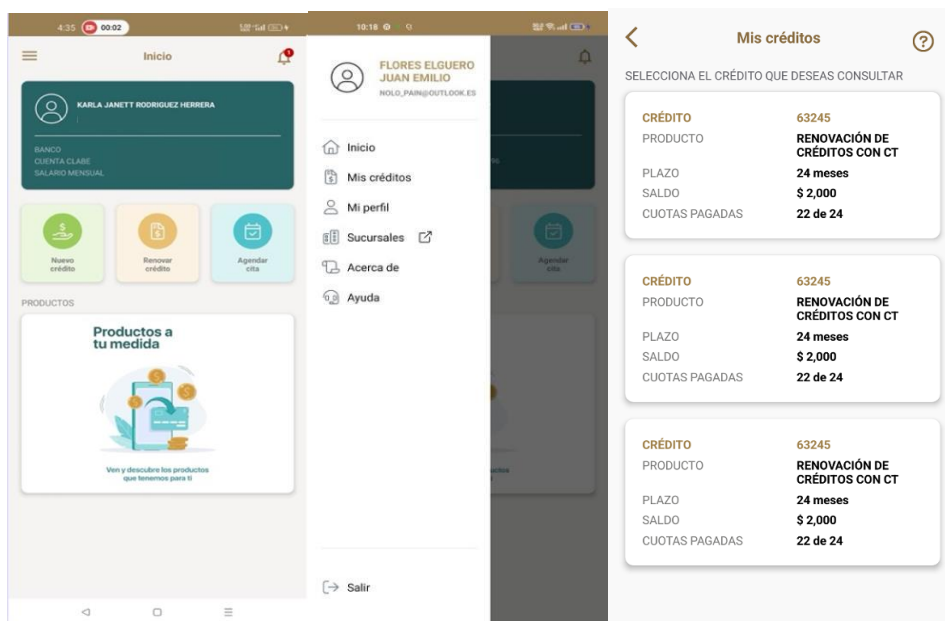 4:35 00:02
Inicio
1
KARLA JANETT RODRIGUEZ HERRERA
BANCO
CUENTA CLABE
SALARIO MENSUAL
Nuevo
crédito
Renovar
crédito
Agendar
cita
PRODUCTOS
Productos a
tu medida
Ven y descubre los productos
que tenemos para ti
10:18
FLORES ELGUERO
JUAN EMILIO
NOLO_PAIN@OUTLOOK.ES
Inicio
Mis créditos
Mi perfil
Sucursales
Acerca de
Ayuda
Salir
Agendar
cita
Mis créditos
SELECCIONA EL CRÉDITO QUE DESEAS CONSULTAR
CRÉDITO 63245
PRODUCTO RENOVACIÓN DE
CRÉDITOS CON CT
PLAZO 24 meses
SALDO $ 2,000
CUOTAS PAGADAS 22 de 24
CRÉDITO 63245
PRODUCTO RENOVACIÓN DE
CRÉDITOS CON CT
PLAZO 24 meses
SALDO $ 2,000
CUOTAS PAGADAS 22 de 24
CRÉDITO 63245
PRODUCTO RENOVACIÓN DE
CRÉDITOS CON CT
PLAZO 24 meses
SALDO $ 2,000
CUOTAS PAGADAS 22 de 24